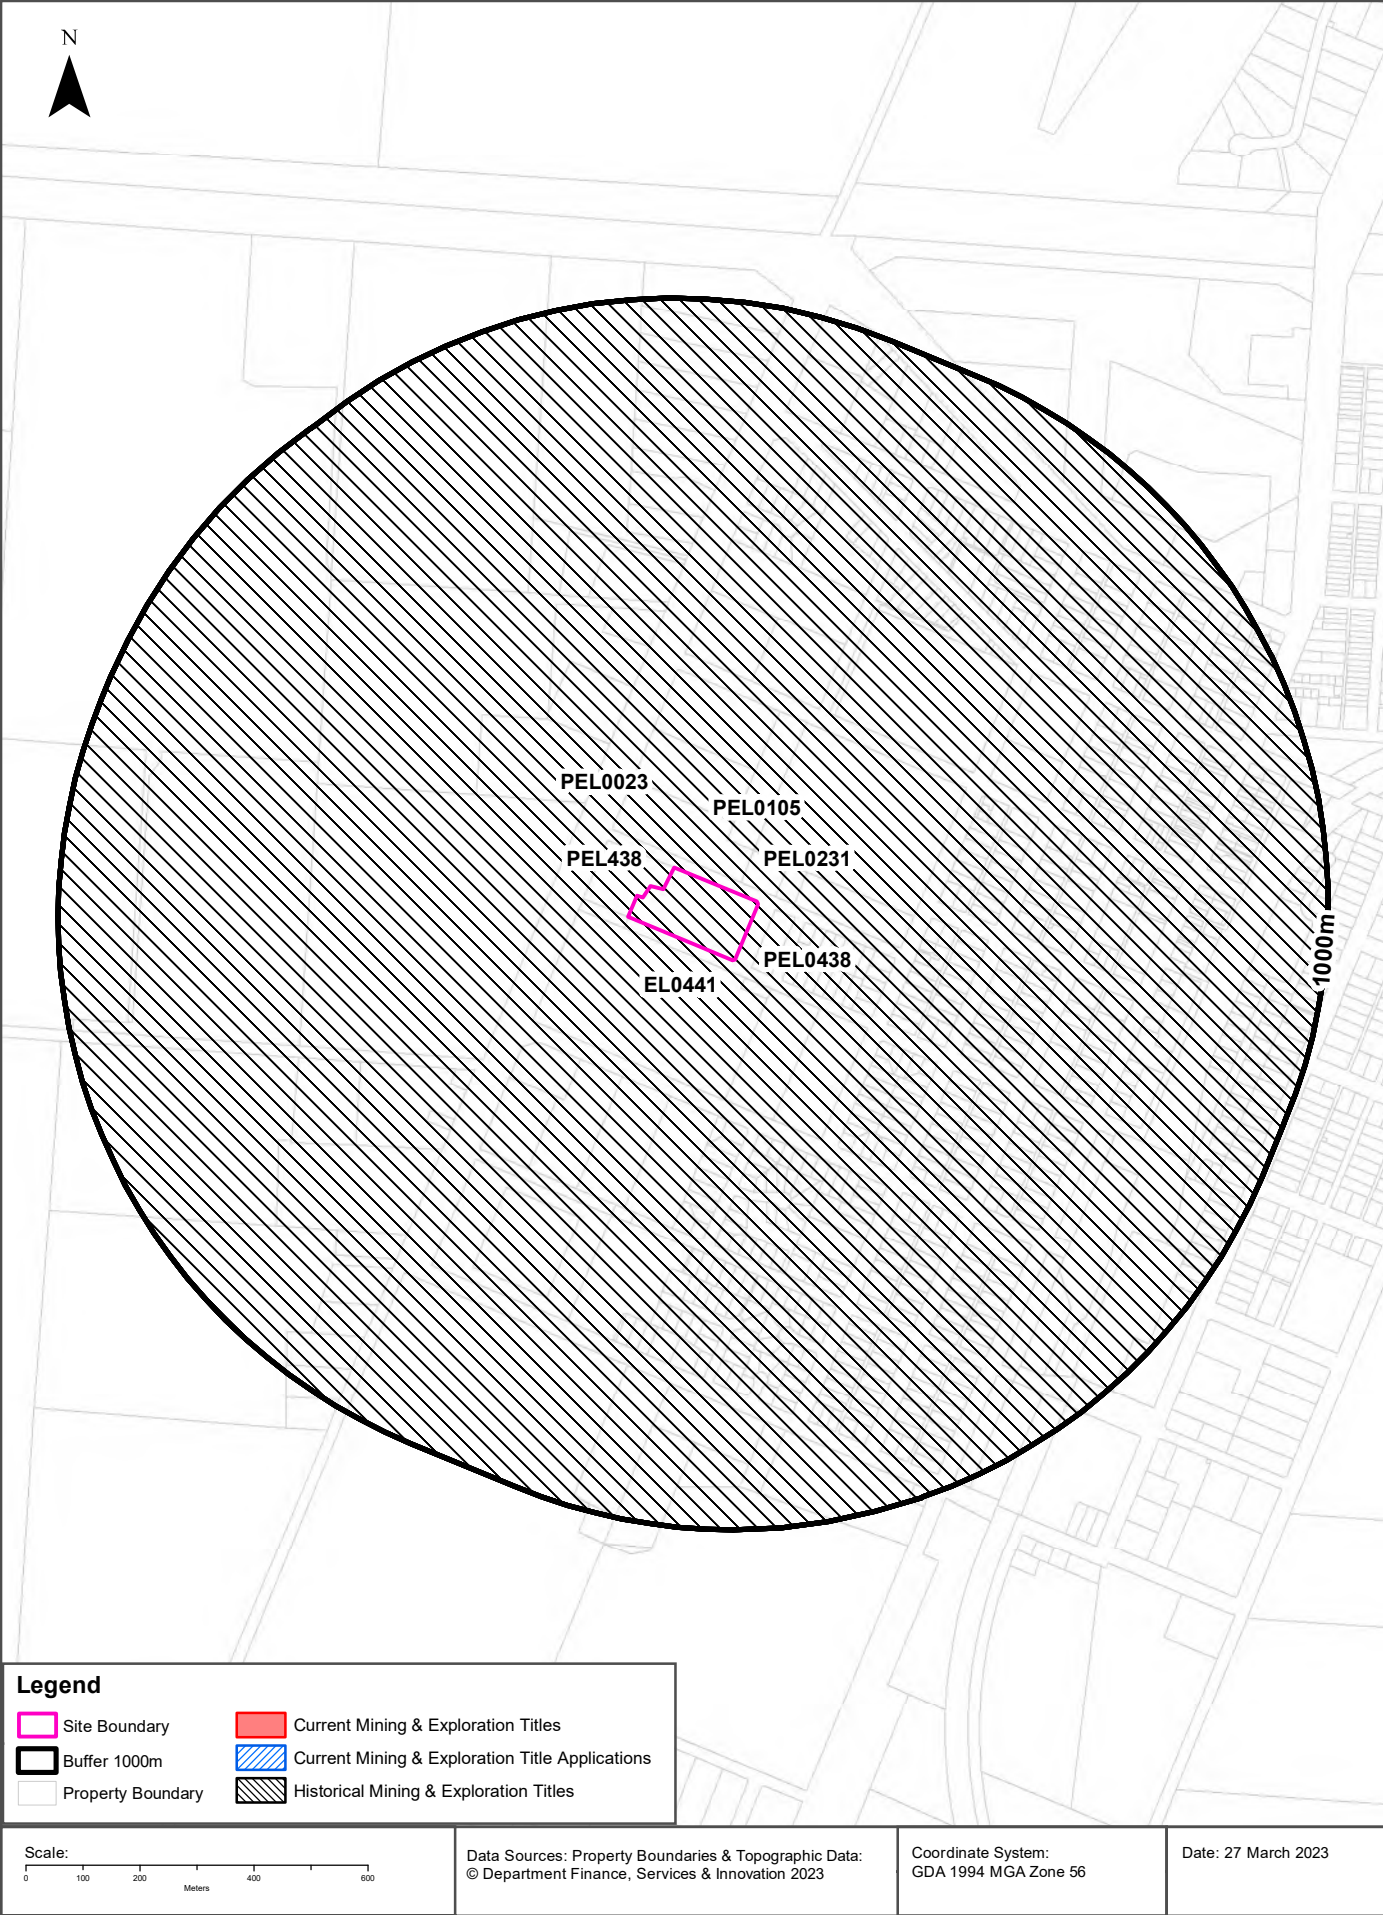 N
PEL0023
PEL0105
PEL438
PEL0231
PEL0438
EL0441
1000m
Legend
Site Boundary
Buffer 1000m
Property Boundary
Current Mining & Exploration Titles
Current Mining & Exploration Title Applications
Historical Mining & Exploration Titles
Scale:
0 100 200 400 600
Meters
Data Sources: Property Boundaries & Topographic Data:
© Department Finance, Services & Innovation 2023
Coordinate System:
GDA 1994 MGA Zone 56
Date: 27 March 2023